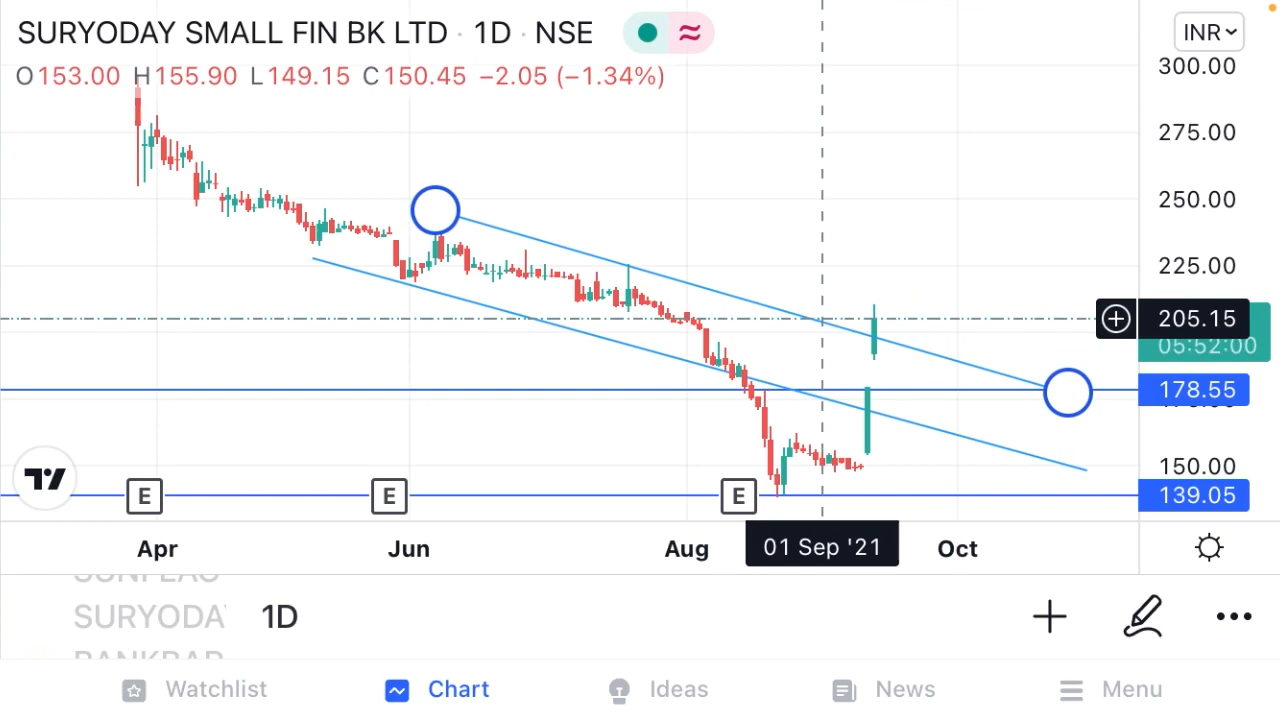 SURYODAY SMALL FIN BK LTD · 1D · NSE
INR
O153.00 H155.90 L149.15 C150.45 −2.05 (−1.34%)
300.00
275.00
250.00
225.00
205.15
05:52:00
178.55
150.00
139.05
E E E
Apr Jun Aug 01 Sep '21 Oct
SURYODA 1D
Watchlist Chart Ideas News Menu